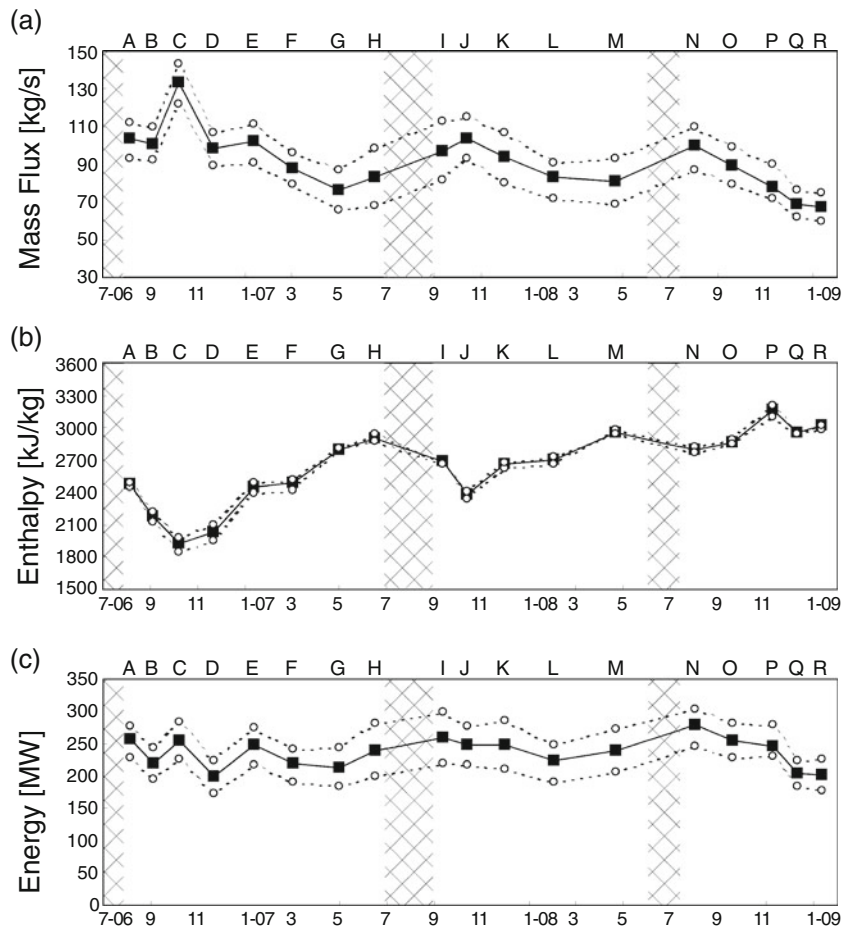 (a)
A B C D E F G H I J K L M N O P Q R
Mass Flux [kg/s]
150
130
110
90
70
50
30
7-06 9 11 1-07 3 5 7 9 11 1-08 3 5 7 9 11 1-09
(b)
A B C D E F G H I J K L M N O P Q R
Enthalpy [kJ/kg]
3600
3300
3000
2700
2400
2100
1800
1500
7-06 9 11 1-07 3 5 7 9 11 1-08 3 5 7 9 11 1-09
(c)
A B C D E F G H I J K L M N O P Q R
Energy [MW]
350
300
250
200
150
100
50
0
7-06 9 11 1-07 3 5 7 9 11 1-08 3 5 7 9 11 1-09